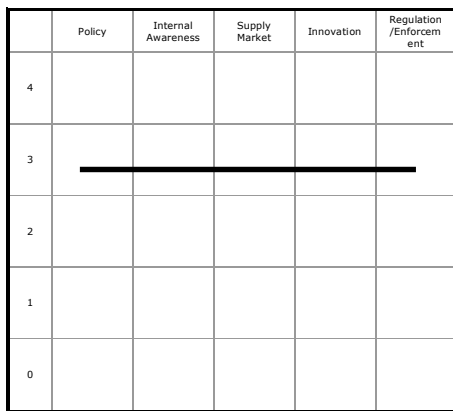 Policy
Internal
Awareness
Supply
Market
Innovation
Regulation
/Enforcem
ent
4
3
2
1
0